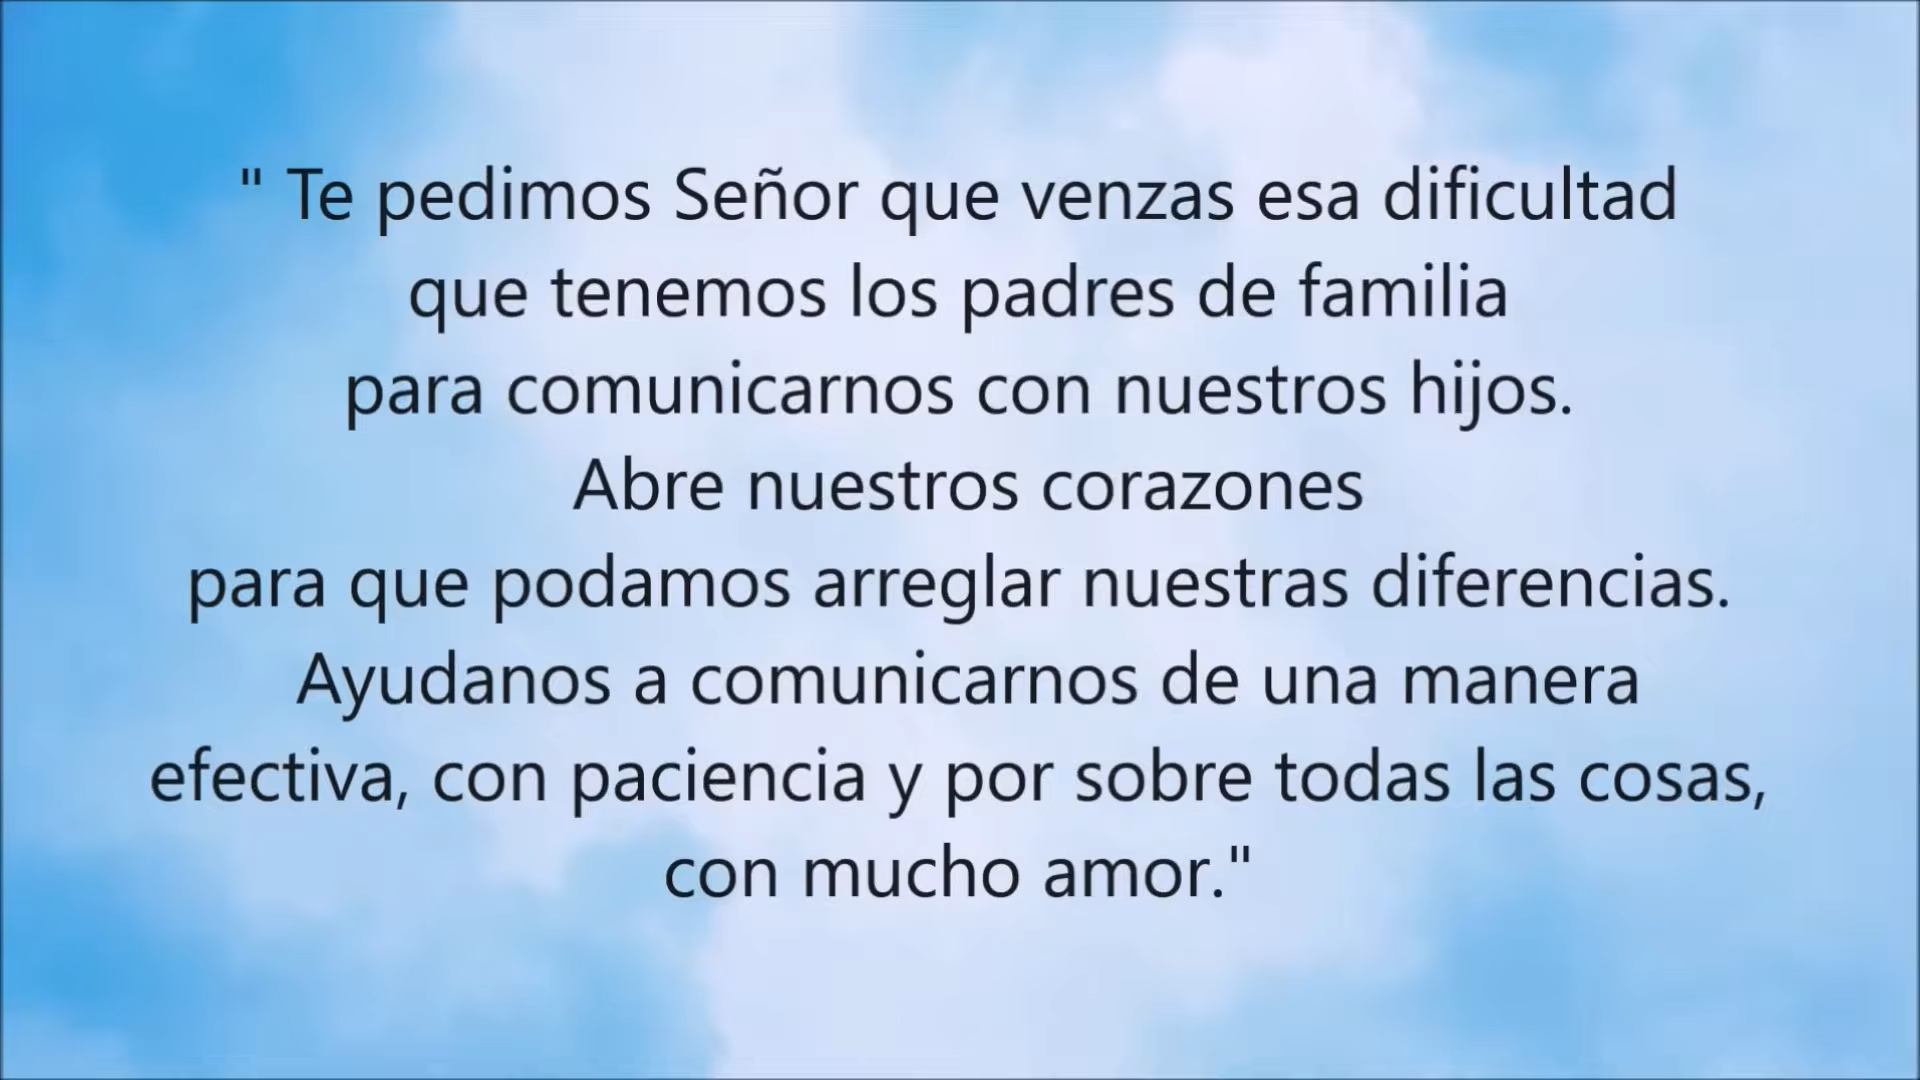 " Te pedimos Señor que venzas esa dificultad
que tenemos los padres de familia
para comunicarnos con nuestros hijos.
Abre nuestros corazones
para que podamos arreglar nuestras diferencias.
Ayudanos a comunicarnos de una manera
efectiva, con paciencia y por sobre todas las cosas,
con mucho amor."